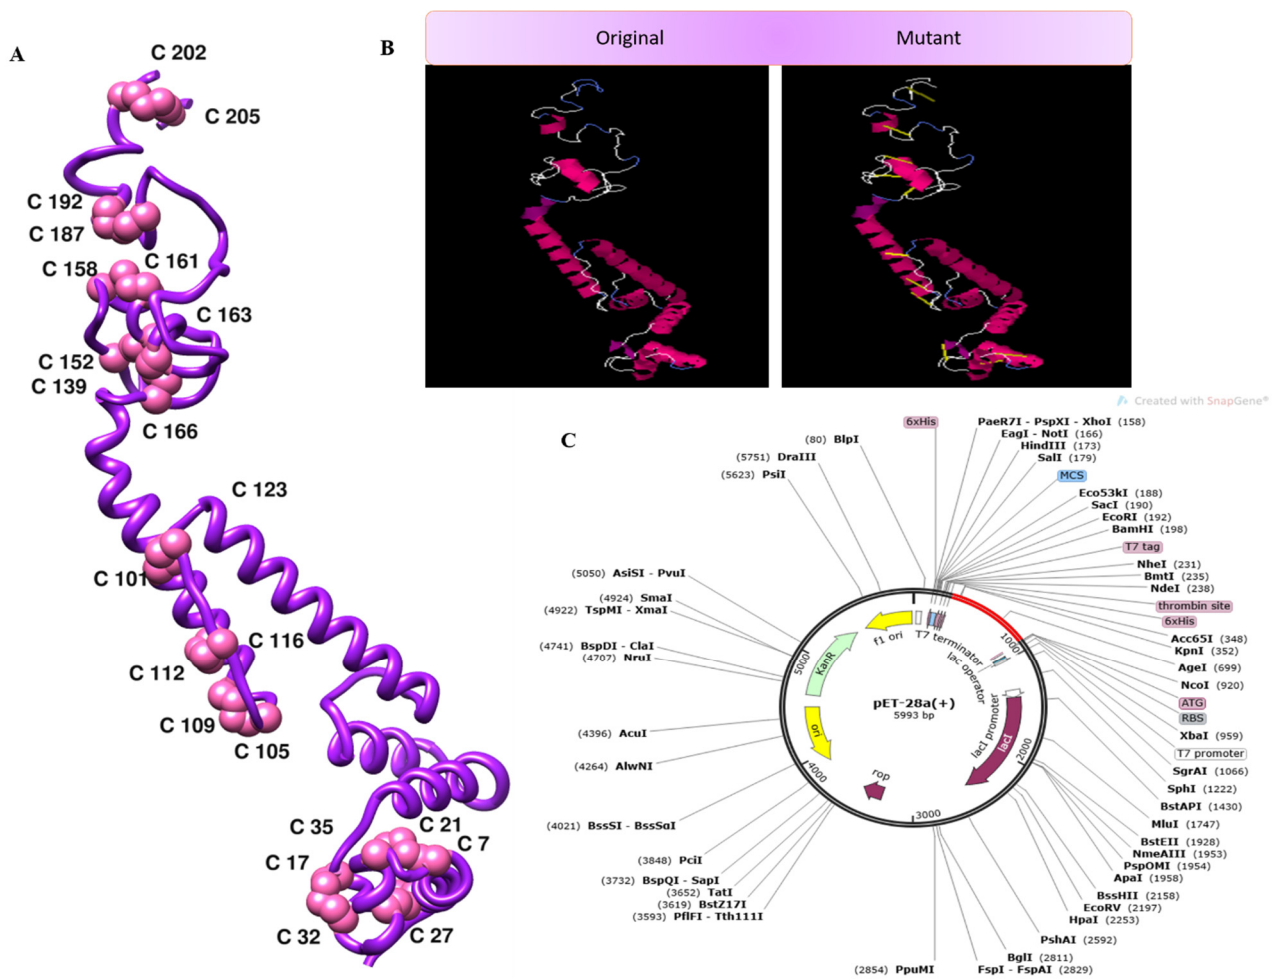 A
C 202
C 205
C 192
C 187
C 161
C 158
C 163
C 152
C 139
C 166
C 123
C 101
C 116
C 112
C 109
C 105
C 35
C 21
C 17
C 7
C 32
C 27
B
Original
Mutant
Created with SnapGene®
C
6xHis
(80) BlpI
(5751) DraIII
(5623) PsiI
PaeR7I - PspXI - XhoI (158)
EagI - NotI (166)
HindIII (173)
SalI (179)
MCS
Eco53kI (188)
SacI (190)
EcoRI (192)
BamHI (198)
T7 tag
NheI (231)
BmtI (235)
NdeI (238)
thrombin site
6xHis
Acc65I (348)
KpnI (352)
AgeI (699)
NcoI (920)
ATG
RBS
XbaI (959)
T7 promoter
SgrAI (1066)
SphI (1222)
BstAPI (1430)
MluI (1747)
BstEII (1928)
NmeAIII (1953)
PspOMI (1954)
ApaI (1958)
BssHII (2158)
EcoRV (2197)
HpaI (2253)
PshAI (2592)
BglI (2811)
FspI - FspAI (2829)
(2854) PpuMI
(5050) AsiSI - PvuI
(4924) SmaI
(4922) TspMI - XmaI
(4741) BspDI - ClaI
(4707) NruI
(4396) AcuI
(4264) AlwNI
(4021) BssSI - BssSαI
(3848) PciI
(3732) BspQI - SapI
(3652) TatI
(3619) BstZ17I
(3593) PflFI - Tth111I
f1 ori
T7 terminator
lac operator
lacI promoter
lacI
KanR
ori
rop
pET-28a(+)
5993 bp
1000
2000
3000
4000
5000